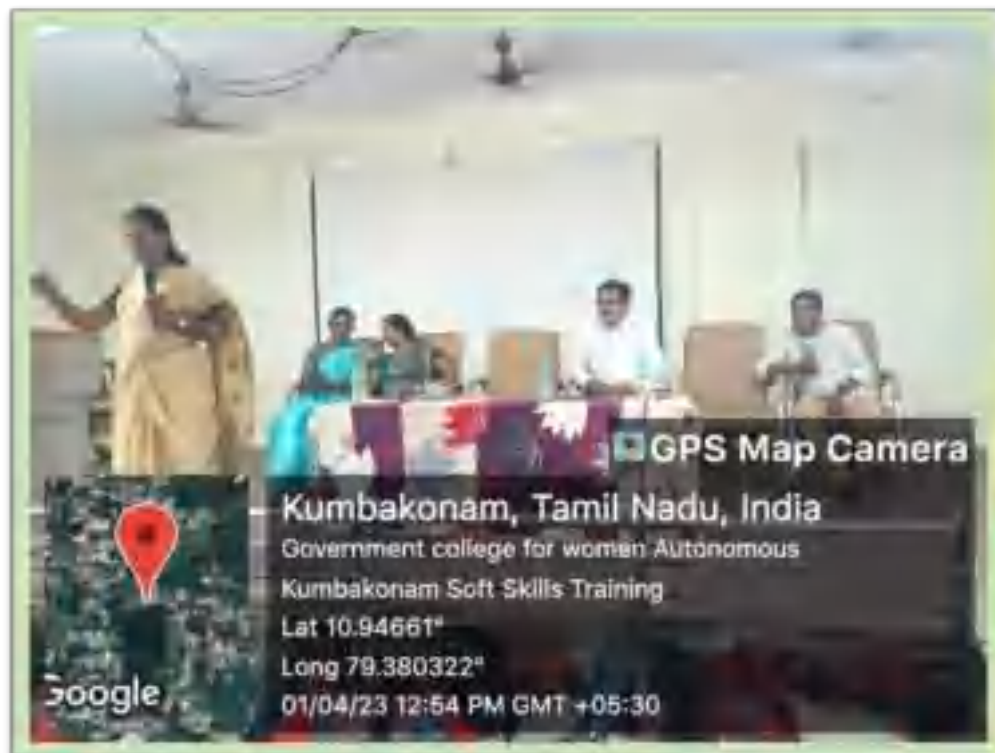 GPS Map Camera
Kumbakonam, Tamil Nadu, India
Government college for women Autonomous
Kumbakonam Soft Skills Training
Lat 10.94661°
Long 79.380322°
01/04/23 12:54 PM GMT +05:30
Google